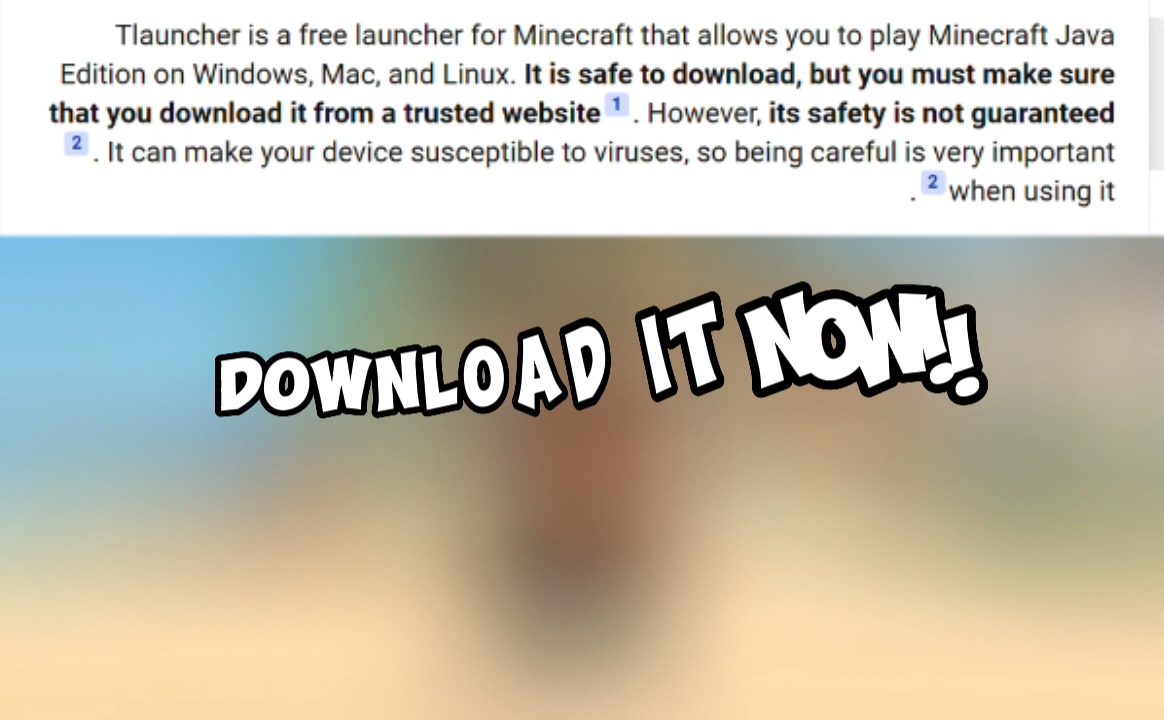 Tlauncher is a free launcher for Minecraft that allows you to play Minecraft Java
Edition on Windows, Mac, and Linux. It is safe to download, but you must make sure
that you download it from a trusted website 1 . However, its safety is not guaranteed
2 . It can make your device susceptible to viruses, so being careful is very important
. 2 when using it
DOWNLOAD IT NOW!